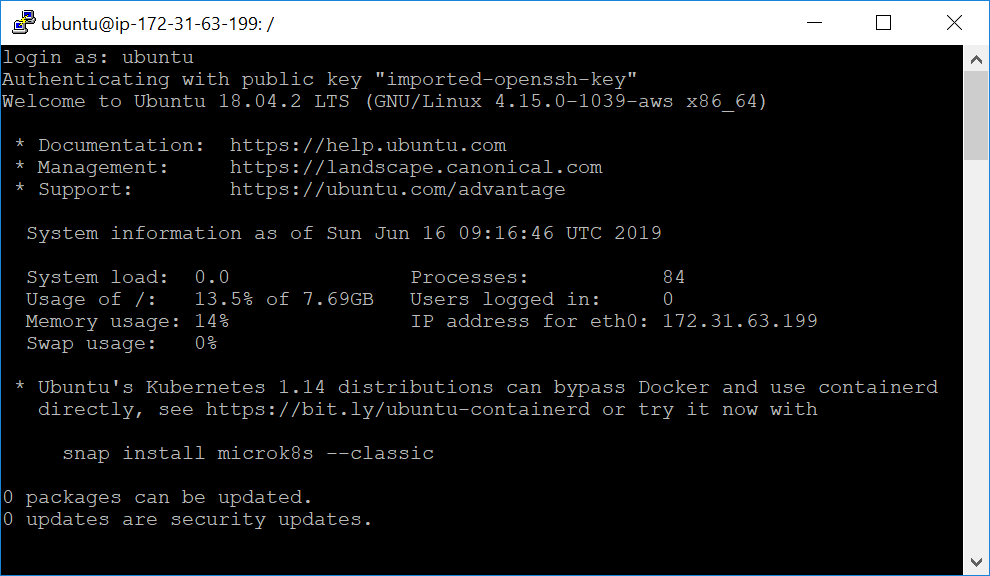 ubuntu@ip-172-31-63-199: /
login as: ubuntu
Authenticating with public key "imported-openssh-key"
Welcome to Ubuntu 18.04.2 LTS (GNU/Linux 4.15.0-1039-aws x86_64)
* Documentation:  https://help.ubuntu.com
* Management:     https://landscape.canonical.com
* Support:        https://ubuntu.com/advantage
System information as of Sun Jun 16 09:16:46 UTC 2019
System load:  0.0               Processes:           84
Usage of /:   13.5% of 7.69GB   Users logged in:     0
Memory usage: 14%               IP address for eth0: 172.31.63.199
Swap usage:   0%
* Ubuntu's Kubernetes 1.14 distributions can bypass Docker and use containerd
directly, see https://bit.ly/ubuntu-containerd or try it now with
snap install microk8s --classic
0 packages can be updated.
0 updates are security updates.